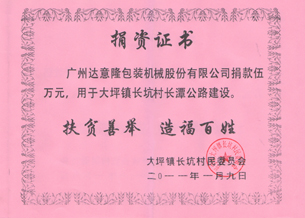 捐资证书
广州达意隆包装机械股份有限公司捐款伍
万元，用于大坪镇长坑村长潭公路建设。
扶贫善举 造福百姓
大坪镇长坑村民委员会
二0一一年一月九日